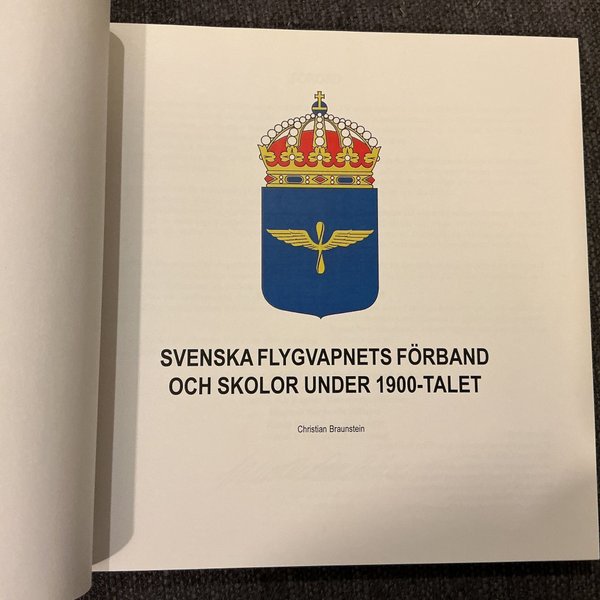 SVENSKA FLYGVAPNETS FÖRBAND
OCH SKOLOR UNDER 1900-TALET
Christian Braunstein